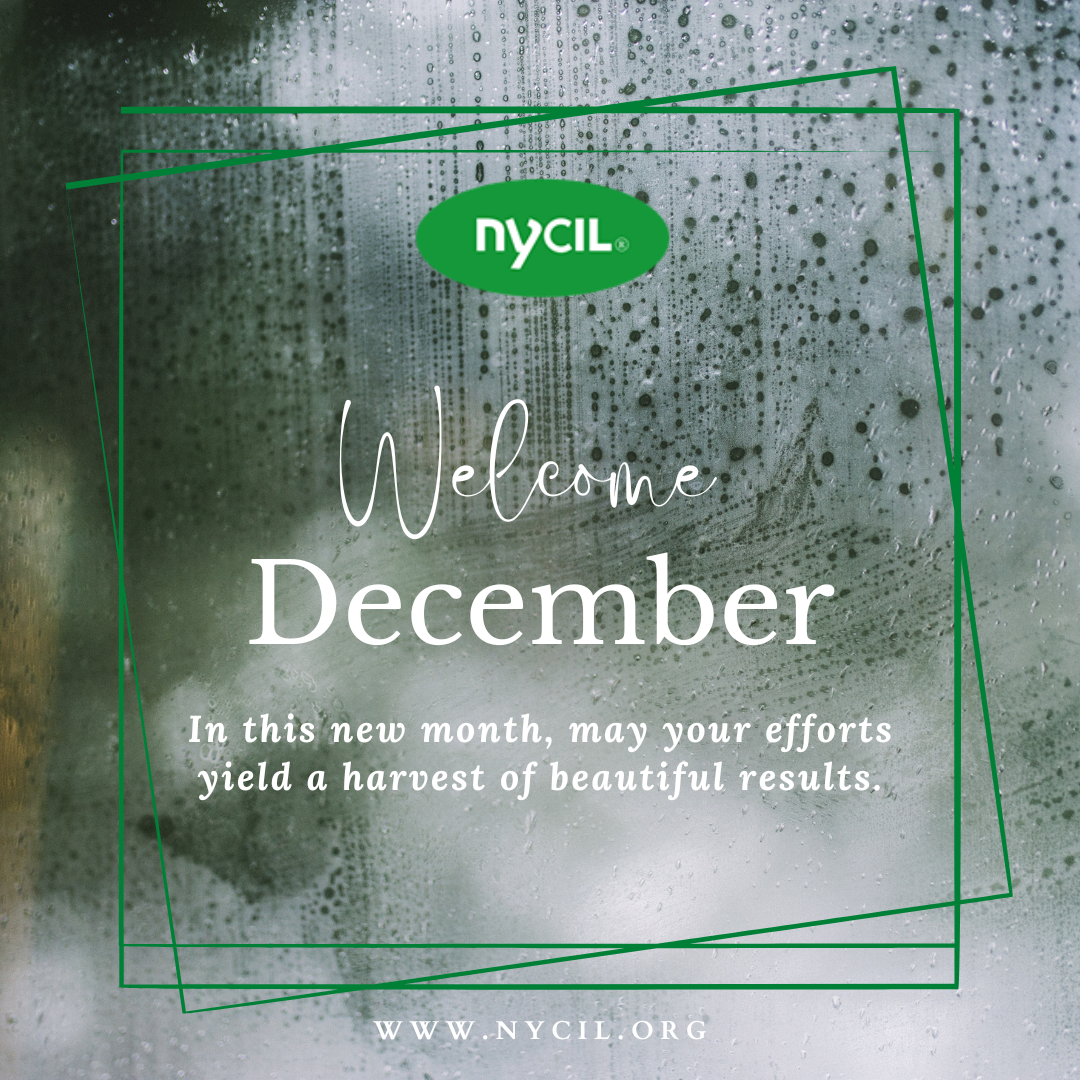 nyCIL®
Welcome
December
In this new month, may your efforts
yield a harvest of beautiful results.
WWW.NYCIL.ORG